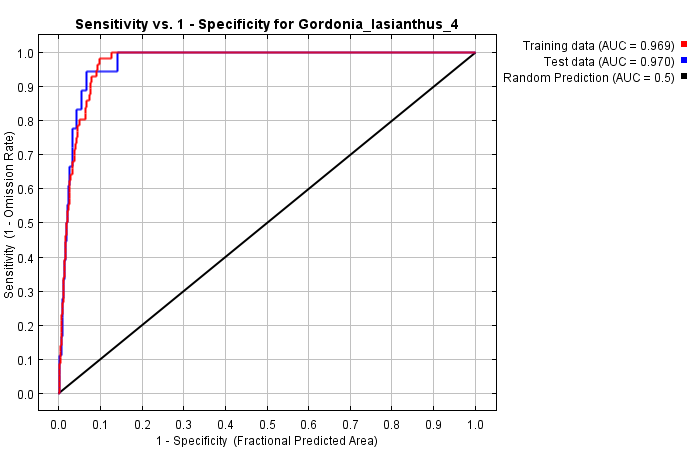 Sensitivity vs. 1 - Specificity for Gordonia_lasianthus_4
Training data (AUC = 0.969)
Test data (AUC = 0.970)
Random Prediction (AUC = 0.5)
Sensitivity (1 - Omission Rate)
1.0
0.9
0.8
0.7
0.6
0.5
0.4
0.3
0.2
0.1
0.0
0.0 0.1 0.2 0.3 0.4 0.5 0.6 0.7 0.8 0.9 1.0
1 - Specificity (Fractional Predicted Area)